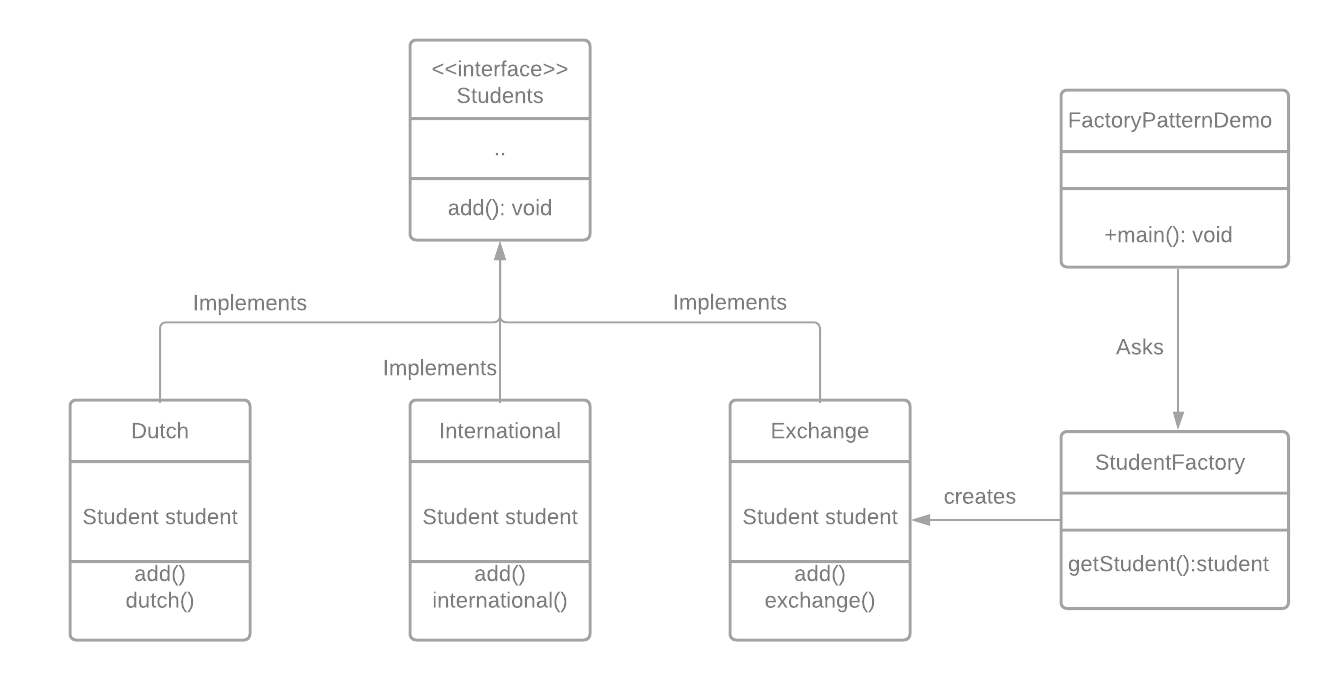 <<interface>>
Students
..
add(): void
FactoryPatternDemo
+main(): void
Implements
Implements
Implements
Asks
Dutch
Student student
add()
dutch()
International
Student student
add()
international()
Exchange
Student student
add()
exchange()
creates
StudentFactory
getStudent():student